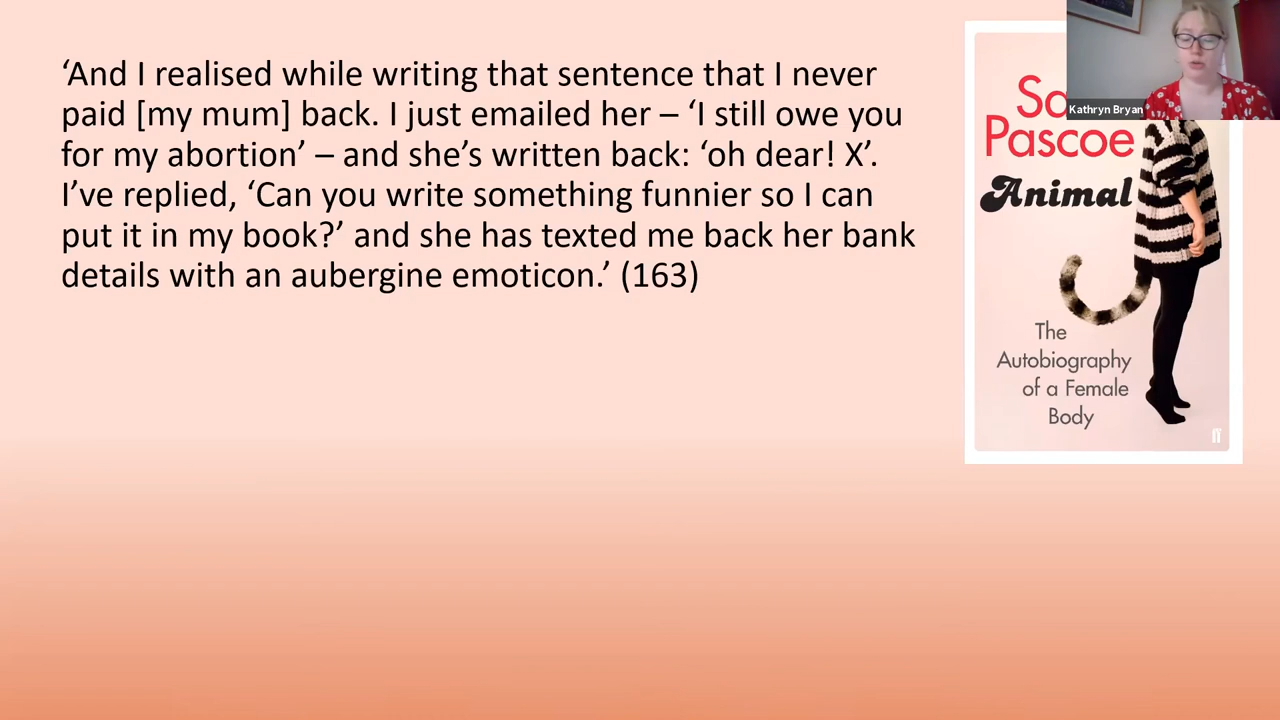 ‘And I realised while writing that sentence that I never
paid [my mum] back. I just emailed her – ‘I still owe you
for my abortion’ – and she’s written back: ‘oh dear! X’.
I’ve replied, ‘Can you write something funnier so I can
put it in my book?’ and she has texted me back her bank
details with an aubergine emoticon.’ (163)
Kathryn Bryan
Pascoe
Animal
The
Autobiography
of a Female
Body
ff